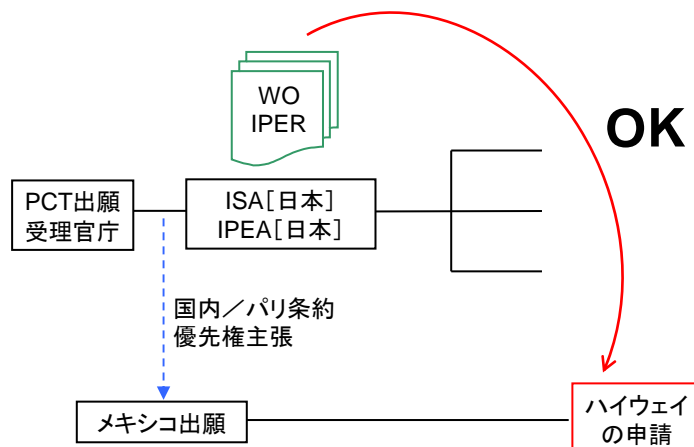 WO
IPER
OK
PCT出願
受理官庁
ISA[日本]
IPEA[日本]
国内／パリ条約
優先権主張
メキシコ出願
ハイウェイ
の申請